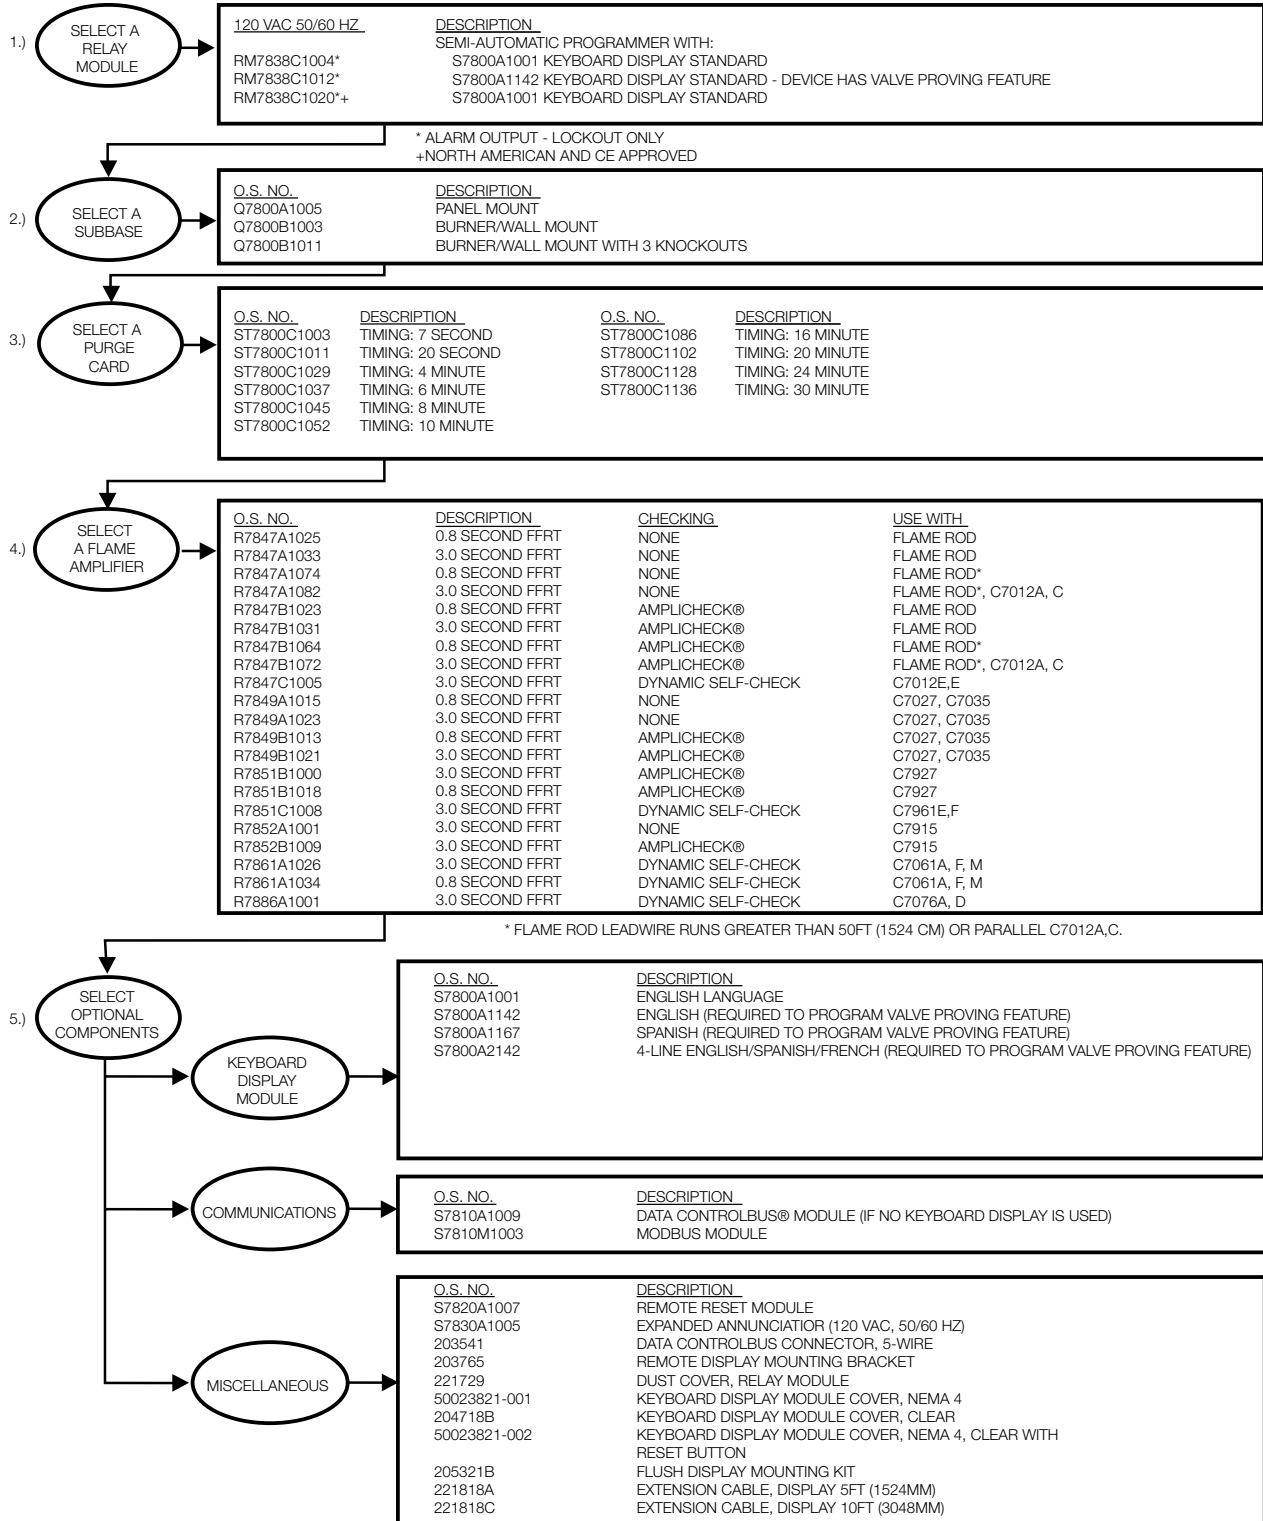 1.) SELECT A
RELAY
MODULE
120 VAC 50/60 HZ DESCRIPTION
SEMI-AUTOMATIC PROGRAMMER WITH:
RM7838C1004* S7800A1001 KEYBOARD DISPLAY STANDARD
RM7838C1012* S7800A1142 KEYBOARD DISPLAY STANDARD - DEVICE HAS VALVE PROVING FEATURE
RM7838C1020*+ S7800A1001 KEYBOARD DISPLAY STANDARD
* ALARM OUTPUT - LOCKOUT ONLY
+NORTH AMERICAN AND CE APPROVED
2.) SELECT A
SUBBASE
O.S. NO. DESCRIPTION
Q7800A1005 PANEL MOUNT
Q7800B1003 BURNER/WALL MOUNT
Q7800B1011 BURNER/WALL MOUNT WITH 3 KNOCKOUTS
3.) SELECT A
PURGE
CARD
O.S. NO. DESCRIPTION O.S. NO. DESCRIPTION
ST7800C1003 TIMING: 7 SECOND ST7800C1086 TIMING: 16 MINUTE
ST7800C1011 TIMING: 20 SECOND ST7800C1102 TIMING: 20 MINUTE
ST7800C1029 TIMING: 4 MINUTE ST7800C1128 TIMING: 24 MINUTE
ST7800C1037 TIMING: 6 MINUTE ST7800C1136 TIMING: 30 MINUTE
ST7800C1045 TIMING: 8 MINUTE
ST7800C1052 TIMING: 10 MINUTE
4.) SELECT
A FLAME
AMPLIFIER
O.S. NO. DESCRIPTION CHECKING USE WITH
R7847A1025 0.8 SECOND FFRT NONE FLAME ROD
R7847A1033 3.0 SECOND FFRT NONE FLAME ROD
R7847A1074 0.8 SECOND FFRT NONE FLAME ROD*
R7847A1082 3.0 SECOND FFRT NONE FLAME ROD*, C7012A, C
R7847B1023 0.8 SECOND FFRT AMPLICHECK® FLAME ROD
R7847B1031 3.0 SECOND FFRT AMPLICHECK® FLAME ROD
R7847B1064 0.8 SECOND FFRT AMPLICHECK® FLAME ROD*
R7847B1072 3.0 SECOND FFRT AMPLICHECK® FLAME ROD*, C7012A, C
R7847C1005 3.0 SECOND FFRT DYNAMIC SELF-CHECK C7012E,E
R7849A1015 0.8 SECOND FFRT NONE C7027, C7035
R7849A1023 3.0 SECOND FFRT NONE C7027, C7035
R7849B1013 0.8 SECOND FFRT AMPLICHECK® C7027, C7035
R7849B1021 3.0 SECOND FFRT AMPLICHECK® C7027, C7035
R7851B1000 3.0 SECOND FFRT AMPLICHECK® C7927
R7851B1018 0.8 SECOND FFRT AMPLICHECK® C7927
R7851C1008 3.0 SECOND FFRT DYNAMIC SELF-CHECK C7961E,F
R7852A1001 3.0 SECOND FFRT NONE C7915
R7852B1009 3.0 SECOND FFRT AMPLICHECK® C7915
R7861A1026 3.0 SECOND FFRT DYNAMIC SELF-CHECK C7061A, F, M
R7861A1034 0.8 SECOND FFRT DYNAMIC SELF-CHECK C7061A, F, M
R7886A1001 3.0 SECOND FFRT DYNAMIC SELF-CHECK C7076A, D
* FLAME ROD LEADWIRE RUNS GREATER THAN 50FT (1524 CM) OR PARALLEL C7012A,C.
5.) SELECT
OPTIONAL
COMPONENTS
KEYBOARD
DISPLAY
MODULE
O.S. NO. DESCRIPTION
S7800A1001 ENGLISH LANGUAGE
S7800A1142 ENGLISH (REQUIRED TO PROGRAM VALVE PROVING FEATURE)
S7800A1167 SPANISH (REQUIRED TO PROGRAM VALVE PROVING FEATURE)
S7800A2142 4-LINE ENGLISH/SPANISH/FRENCH (REQUIRED TO PROGRAM VALVE PROVING FEATURE)
COMMUNICATIONS
O.S. NO. DESCRIPTION
S7810A1009 DATA CONTROLBUS® MODULE (IF NO KEYBOARD DISPLAY IS USED)
S7810M1003 MODBUS MODULE
MISCELLANEOUS
O.S. NO. DESCRIPTION
S7820A1007 REMOTE RESET MODULE
S7830A1005 EXPANDED ANNUNCIATIOR (120 VAC, 50/60 HZ)
203541 DATA CONTROLBUS CONNECTOR, 5-WIRE
203765 REMOTE DISPLAY MOUNTING BRACKET
221729 DUST COVER, RELAY MODULE
50023821-001 KEYBOARD DISPLAY MODULE COVER, NEMA 4
204718B KEYBOARD DISPLAY MODULE COVER, CLEAR
50023821-002 KEYBOARD DISPLAY MODULE COVER, NEMA 4, CLEAR WITH
RESET BUTTON
205321B FLUSH DISPLAY MOUNTING KIT
221818A EXTENSION CABLE, DISPLAY 5FT (1524MM)
221818C EXTENSION CABLE, DISPLAY 10FT (3048MM)